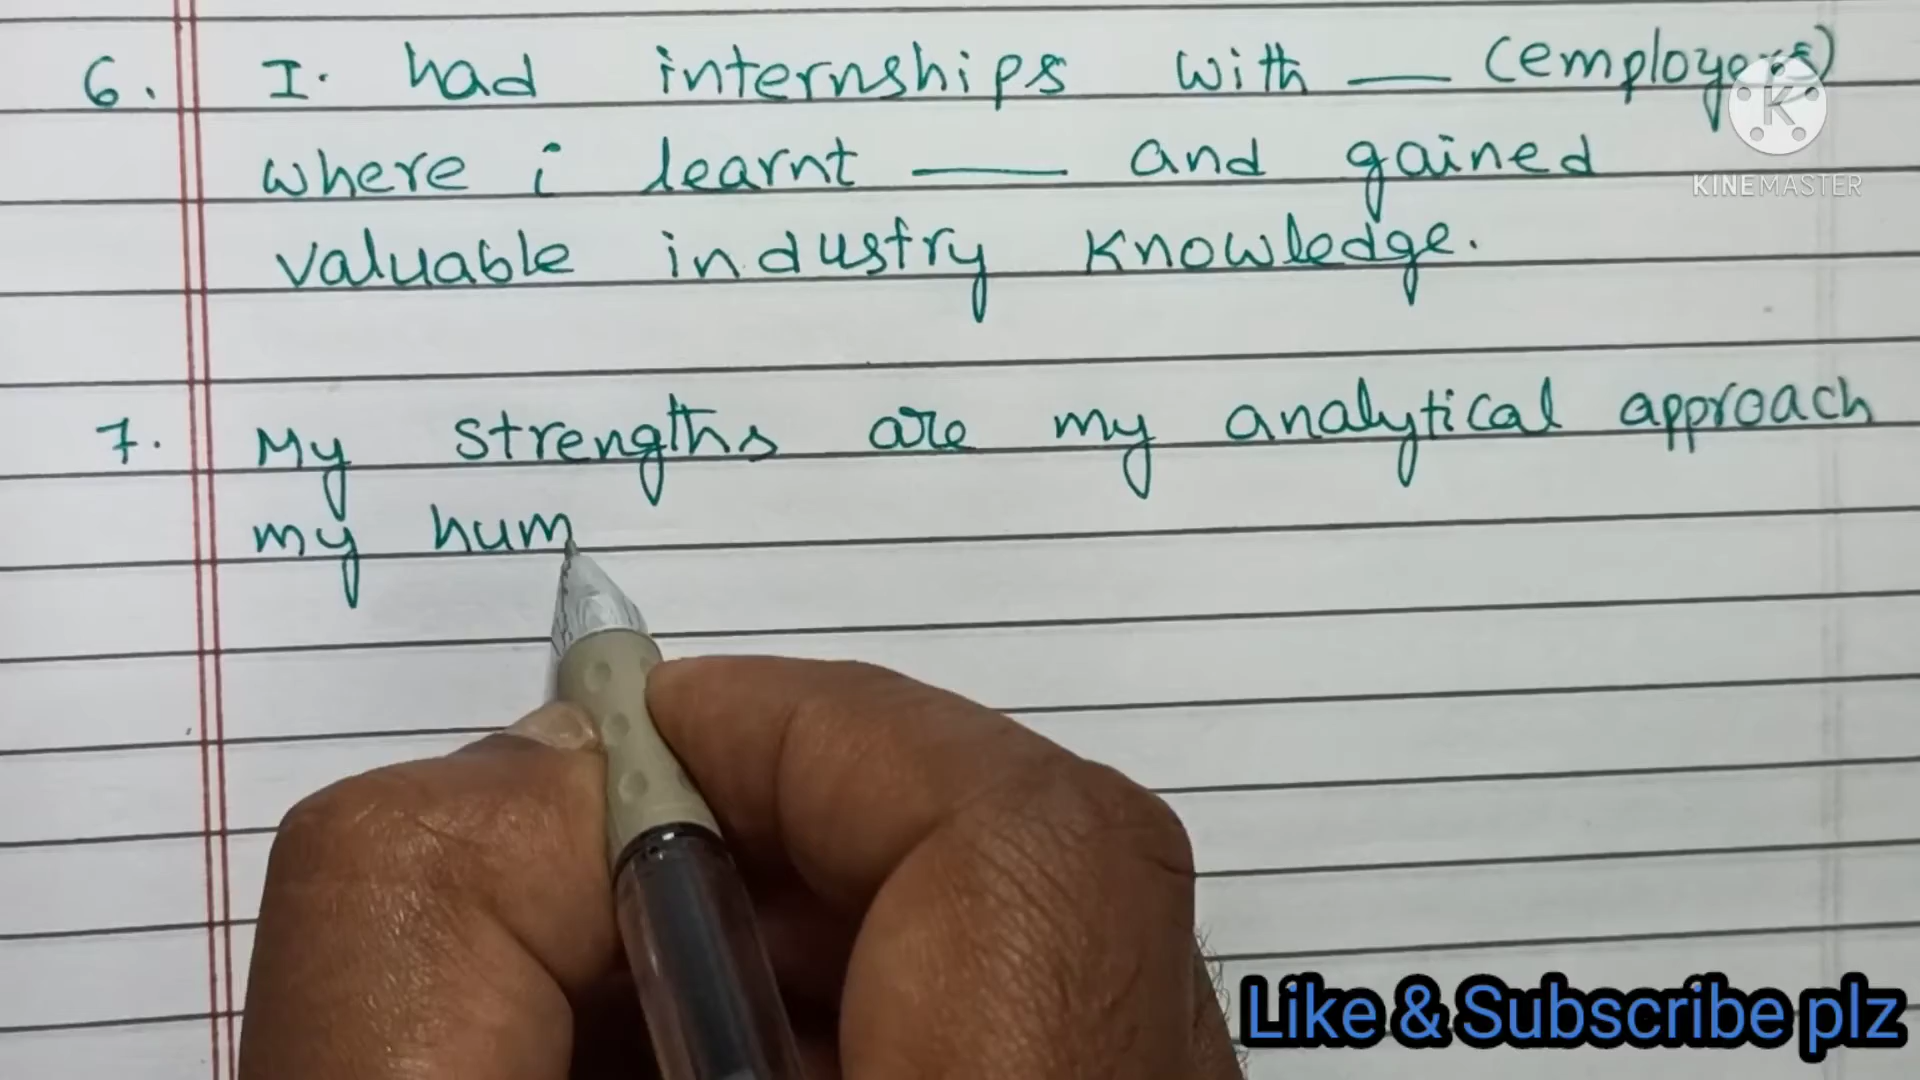 6. I. had internships with ___ (employers)
where i learnt ___ and gained
valuable industry knowledge.
7. My strengths are my analytical approach
my hum
KINEMASTER
Like & Subscribe plz